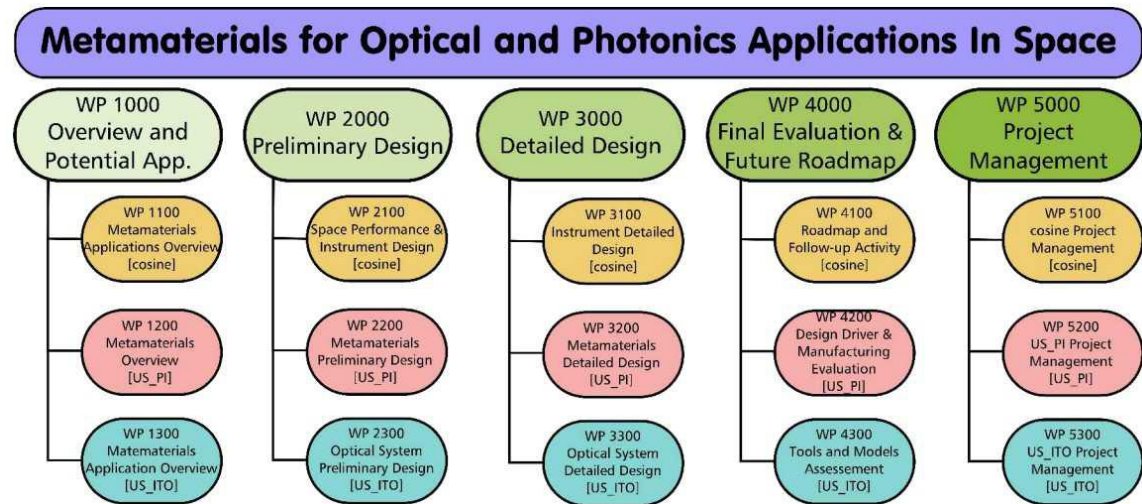 Metamaterials for Optical and Photonics Applications In Space
WP 1000
Overview and
Potential App.
WP 1100
Metamaterials
Applications Overview
[cosine]
WP 1200
Metamaterials
Overview
[US_PI]
WP 1300
Matematerials
Application Overview
[US_ITO]
WP 2000
Preliminary Design
WP 2100
Space Performance &
Instrument Design
[cosine]
WP 2200
Metamaterials
Preliminary Design
[US_PI]
WP 2300
Optical System
Preliminary Design
[US_ITO]
WP 3000
Detailed Design
WP 3100
Instrument Detailed
Design
[cosine]
WP 3200
Metamaterials
Detailed Design
[US_PI]
WP 3300
Optical System
Detailed Design
[US_ITO]
WP 4000
Final Evaluation &
Future Roadmap
WP 4100
Roadmap and
Follow-up Activity
[cosine]
WP 4200
Design Driver &
Manufacturing
Evaluation
[US_PI]
WP 4300
Tools and Models
Assessement
[US_ITO]
WP 5000
Project
Management
WP 5100
cosine Project
Management
[cosine]
WP 5200
US_PI Project
Management
[US_PI]
WP 5300
US_ITO Project
Management
[US_ITO]